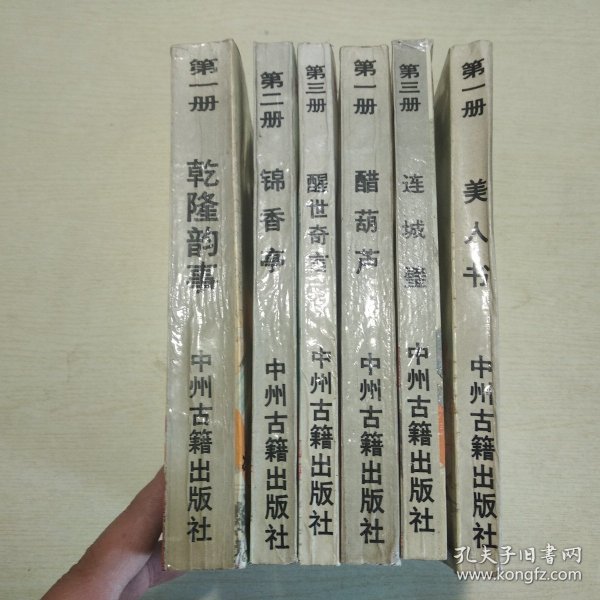 第一册
乾隆韵事
中州古籍出版社
第二册
锦香亭
中州古籍出版社
第三册
醒世奇言
中州古籍出版社
第一册
醋葫芦
中州古籍出版社
第三册
连城璧
中州古籍出版社
第一册
美人书
中州古籍出版社
孔夫子旧书网
www.kongfz.com